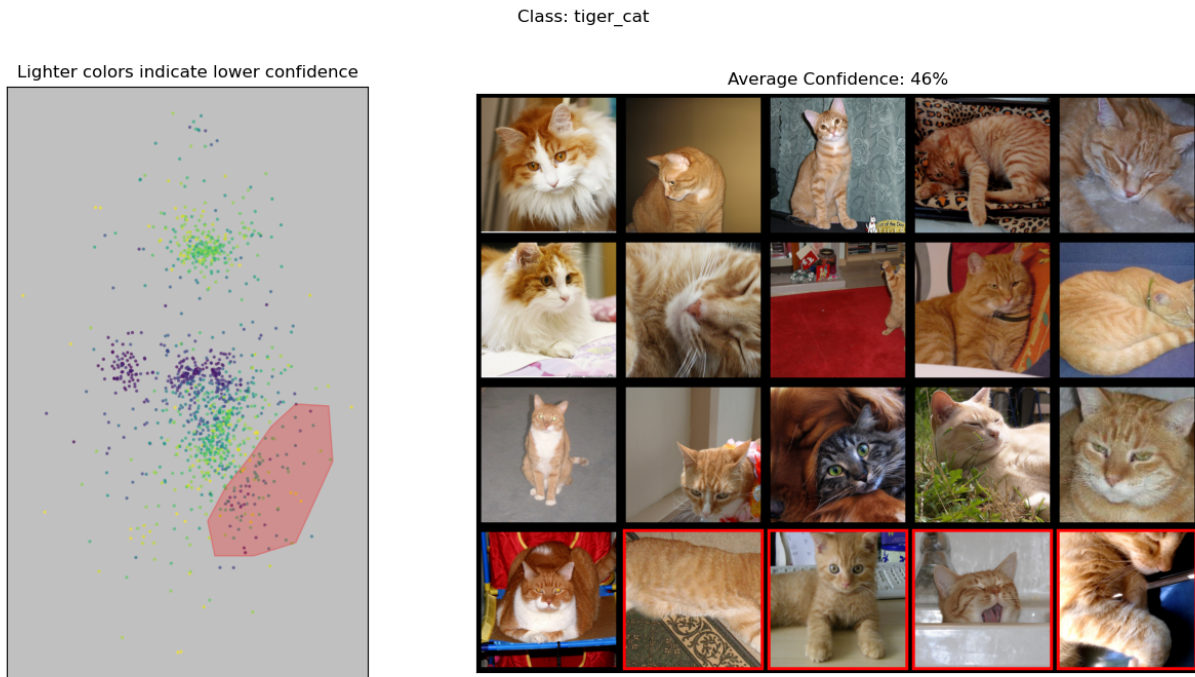 Class: tiger_cat
Lighter colors indicate lower confidence
Average Confidence: 46%